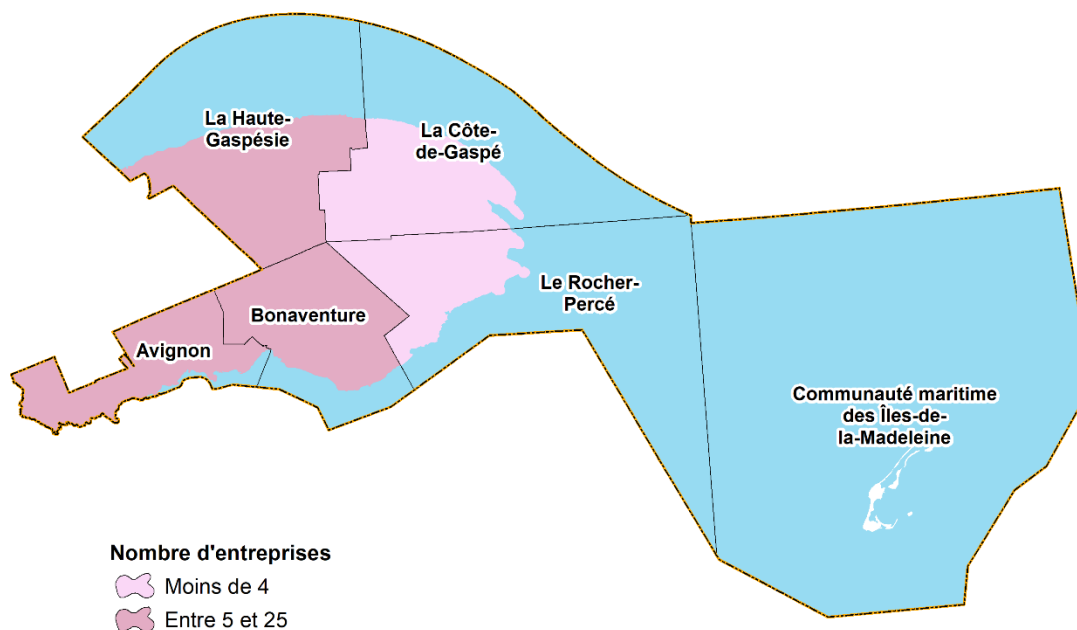 La Haute-
Gaspésie
La Côte-
de-Gaspé
Le Rocher-
Percé
Bonaventure
Avignon
Communauté maritime
des Îles-de-
la-Madeleine
Nombre d'entreprises
Moins de 4
Entre 5 et 25